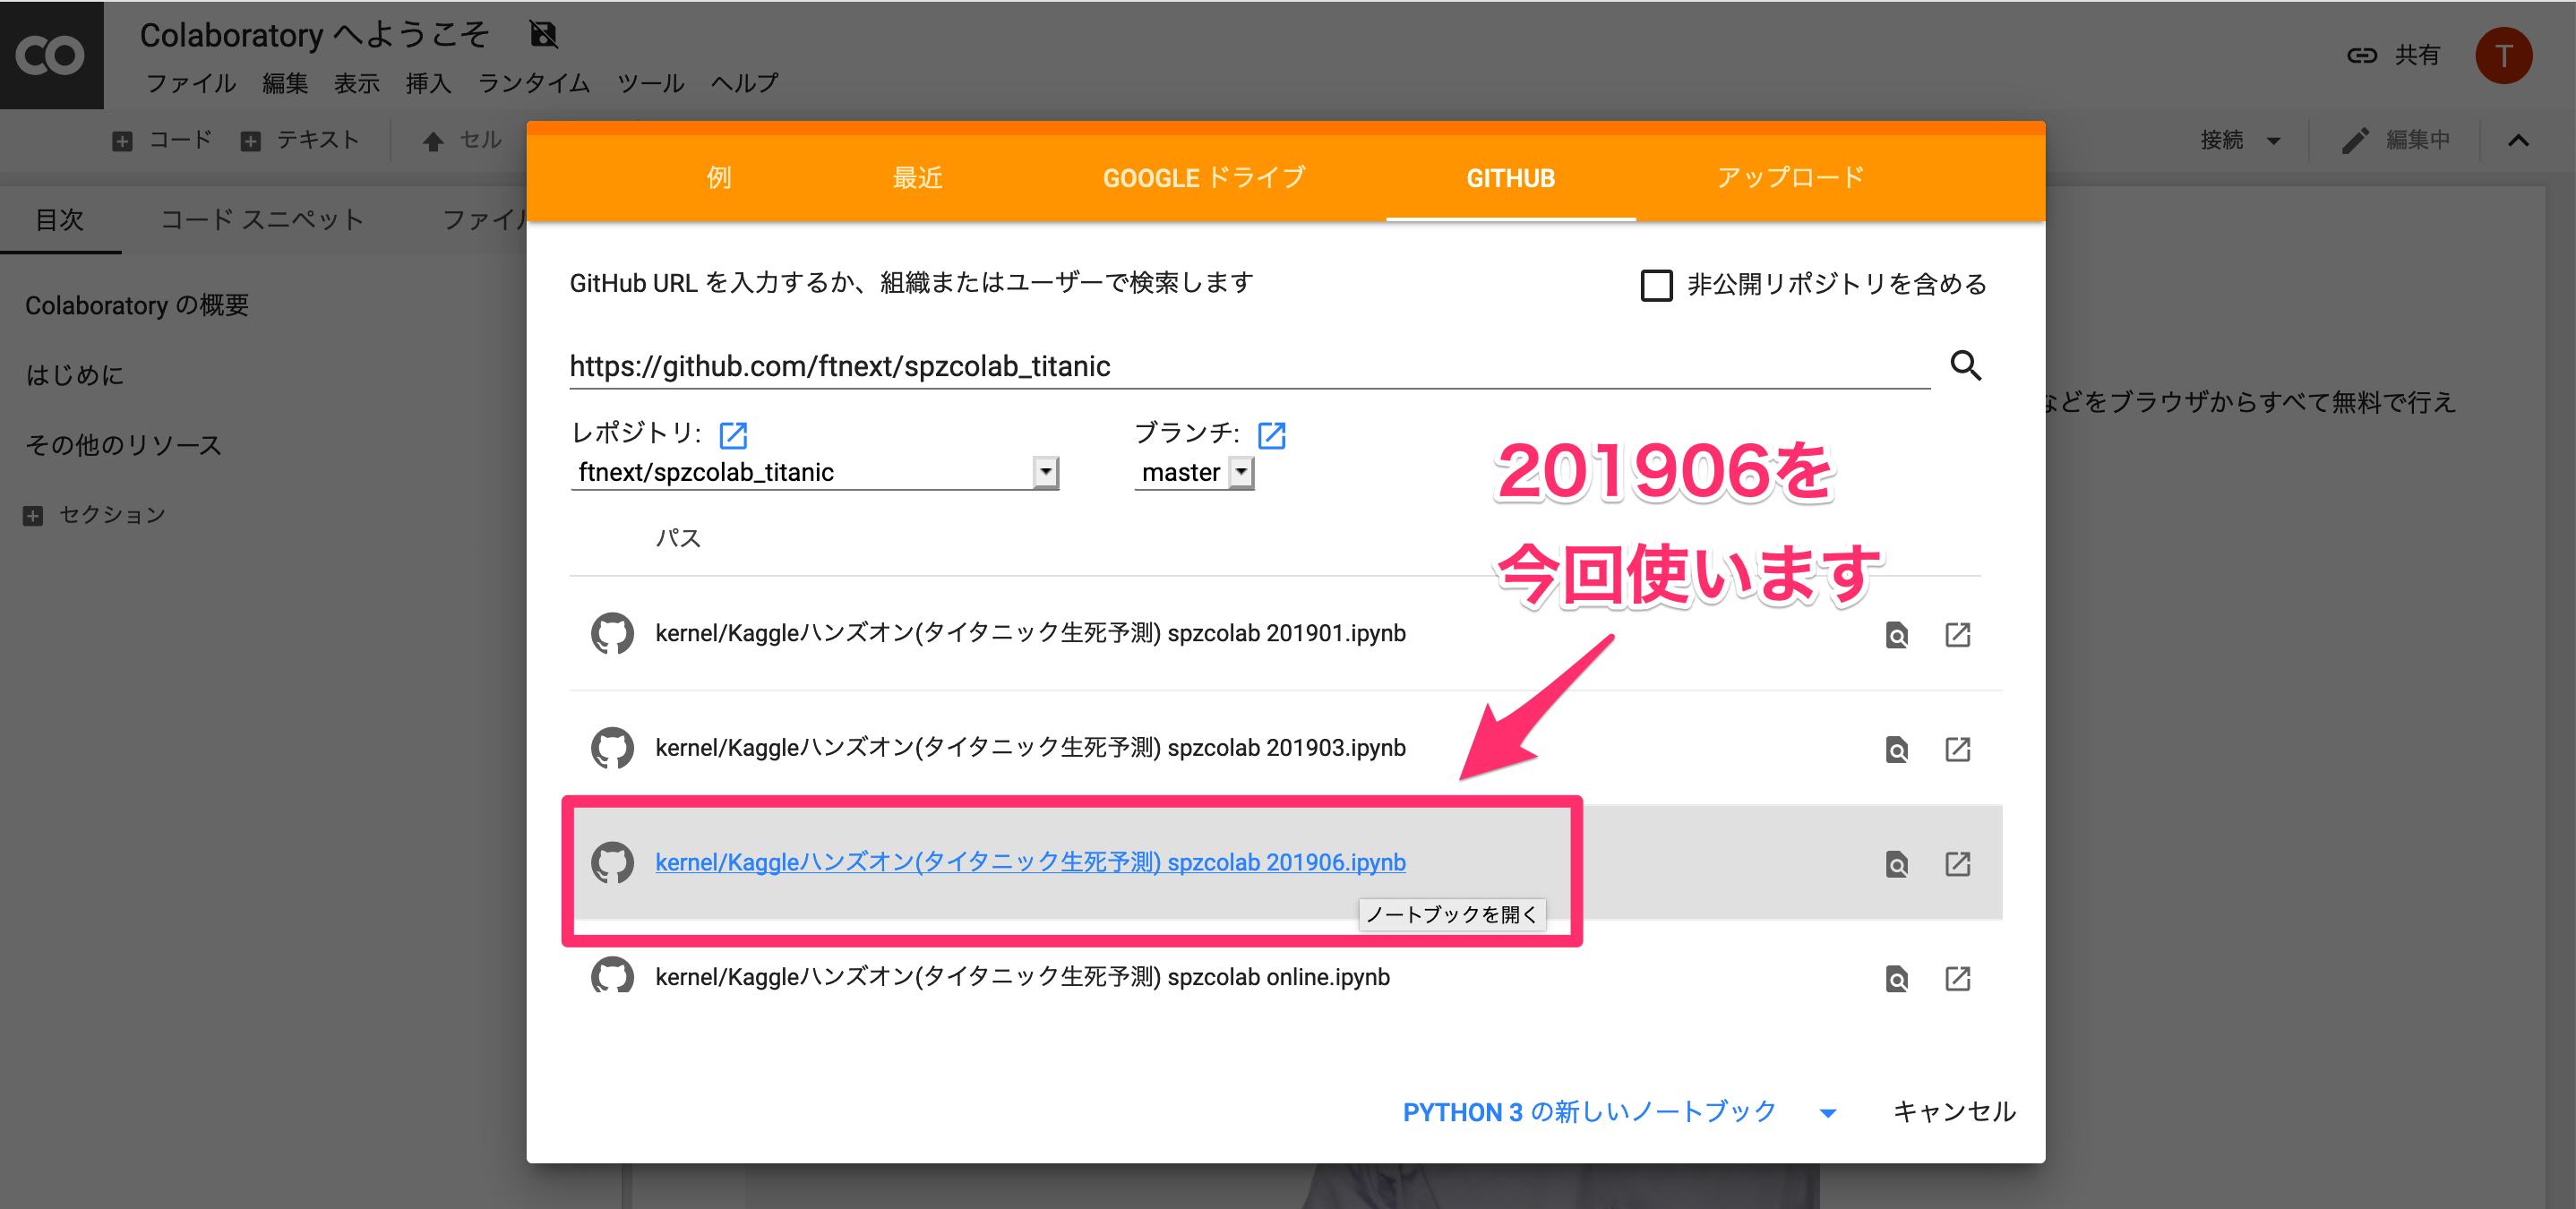 Colaboratory へようこそ
ファイル 編集 表示 挿入 ランタイム ツール ヘルプ
共有
T
コード テキスト セル
接続 編集中
目次 コード スニペット ファイル
Colaboratory の概要
はじめに
その他のリソース
セクション
などをブラウザからすべて無料で行え
例 最近 GOOGLE ドライブ GITHUB アップロード
GitHub URL を入力するか、組織またはユーザーで検索します
非公開リポジトリを含める
https://github.com/ftnext/spzcolab_titanic
レポジトリ: ブランチ:
ftnext/spzcolab_titanic master
201906を
今回使います
パス
kernel/Kaggleハンズオン(タイタニック生死予測) spzcolab 201901.ipynb
kernel/Kaggleハンズオン(タイタニック生死予測) spzcolab 201903.ipynb
kernel/Kaggleハンズオン(タイタニック生死予測) spzcolab 201906.ipynb
ノートブックを開く
kernel/Kaggleハンズオン(タイタニック生死予測) spzcolab online.ipynb
PYTHON 3 の新しいノートブック キャンセル